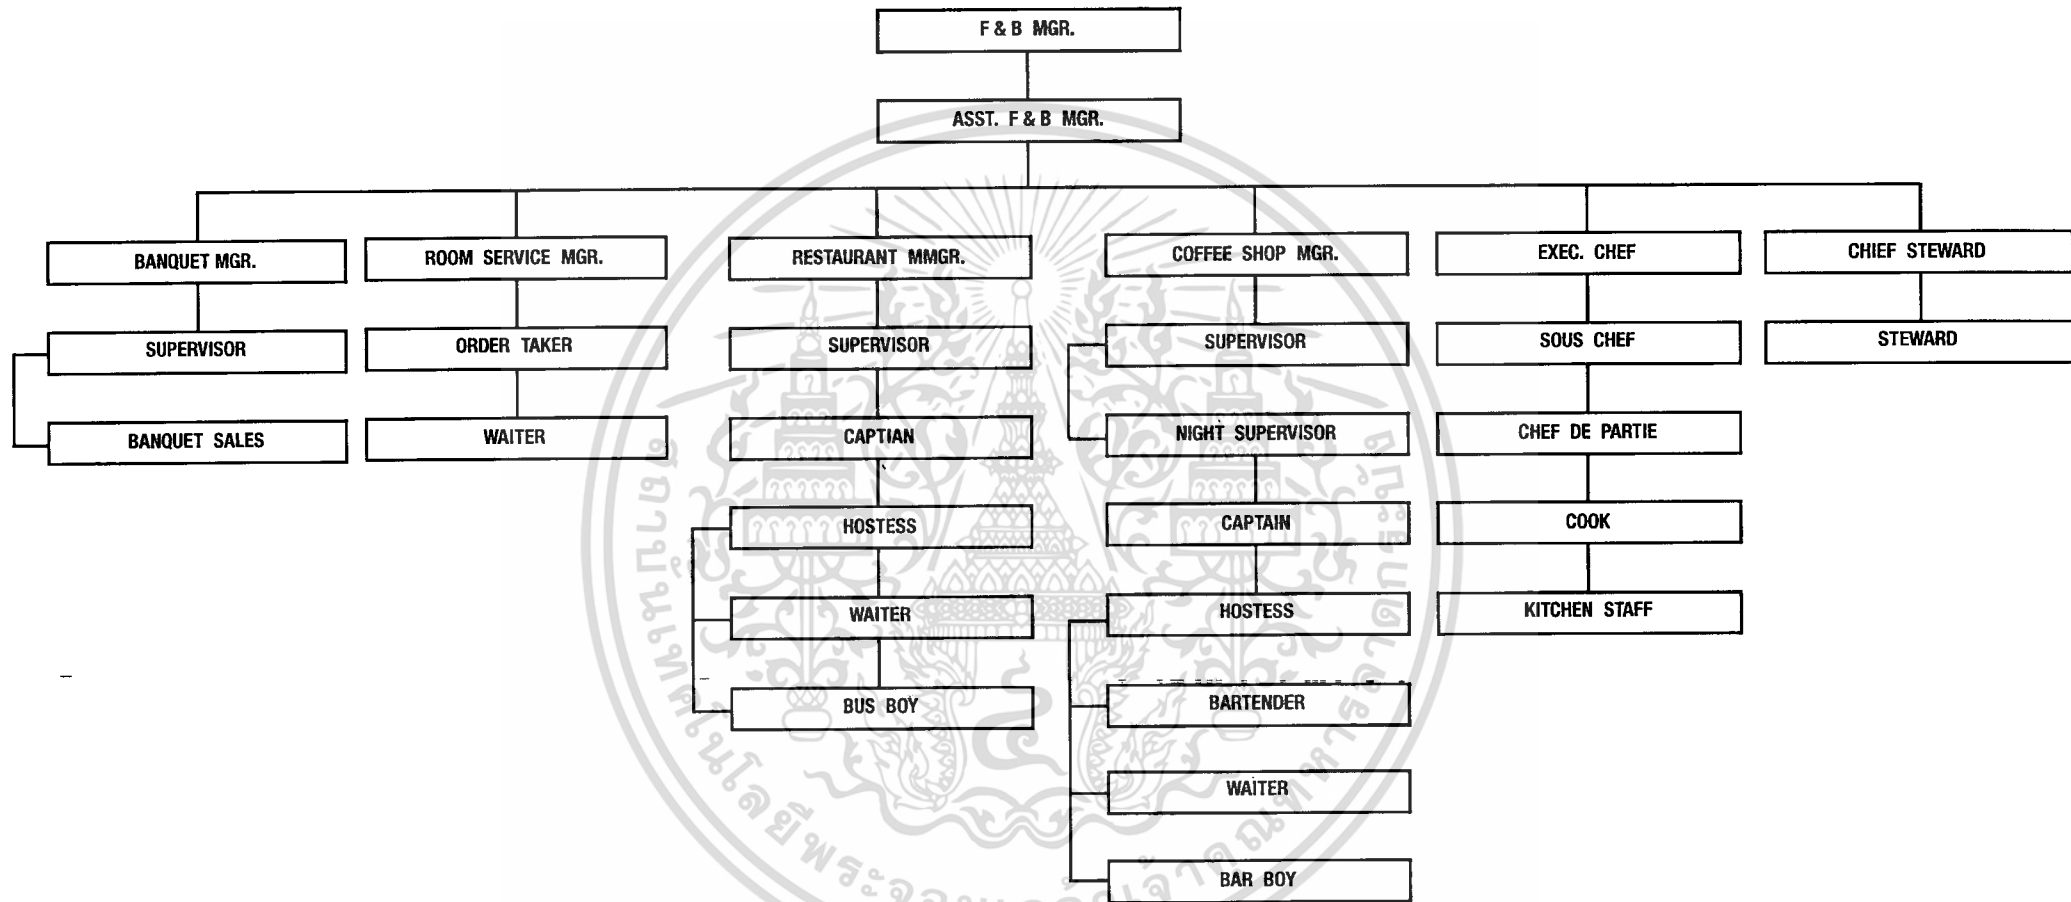 F & B MGR.
ASST. F & B MGR.
BANQUET MGR.
SUPERVISOR
BANQUET SALES
ROOM SERVICE MGR.
ORDER TAKER
WAITER
RESTAURANT MMGR.
SUPERVISOR
CAPTIAN
HOSTESS
WAITER
BUS BOY
COFFEE SHOP MGR.
SUPERVISOR
NIGHT SUPERVISOR
CAPTAIN
HOSTESS
BARTENDER
WAITER
BAR BOY
EXEC. CHEF
SOUS CHEF
CHEF DE PARTIE
COOK
KITCHEN STAFF
CHIEF STEWARD
STEWARD